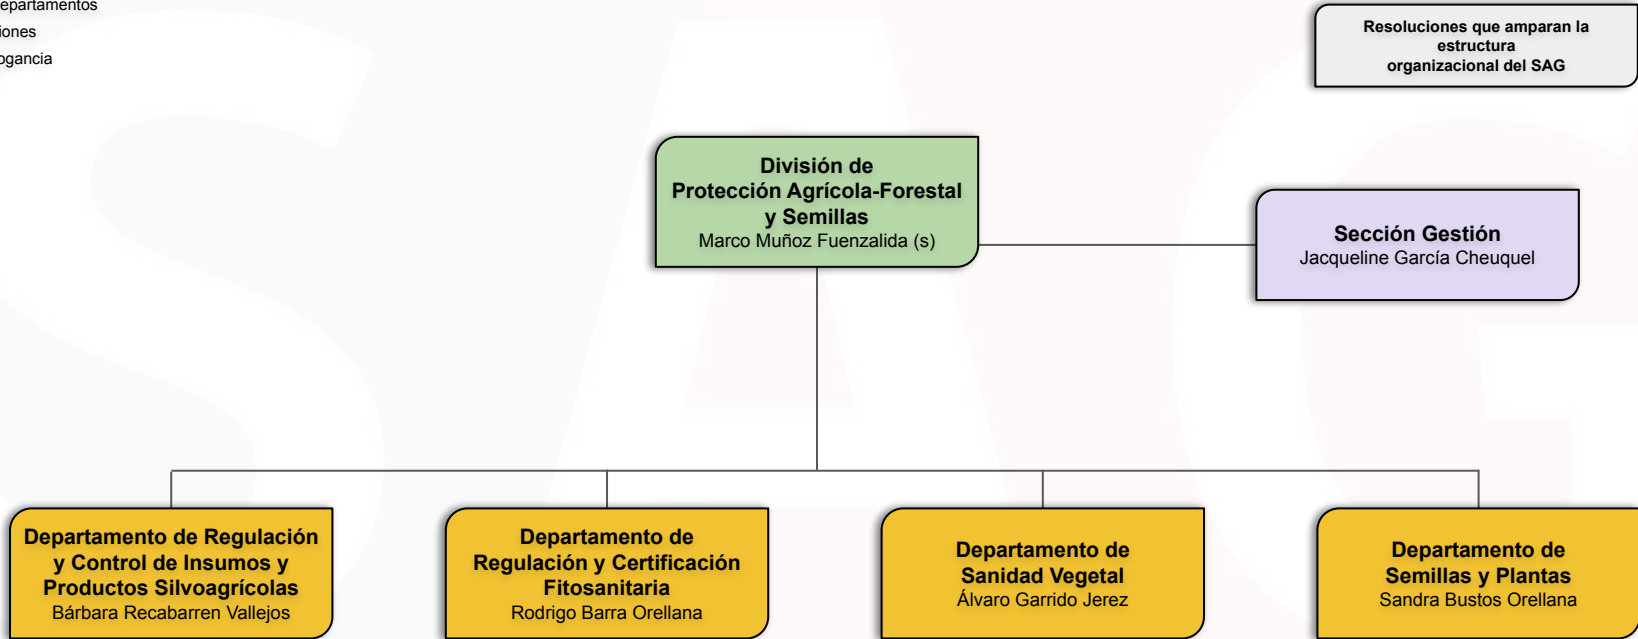 epartamentos
iones
ogancia
Resoluciones que amparan la
estructura
organizacional del SAG
División de
Protección Agrícola-Forestal
y Semillas
Marco Muñoz Fuenzalida (s)
Sección Gestión
Jacqueline García Cheuquel
Departamento de Regulación
y Control de Insumos y
Productos Silvoagrícolas
Bárbara Recabarren Vallejos
Departamento de
Regulación y Certificación
Fitosanitaria
Rodrigo Barra Orellana
Departamento de
Sanidad Vegetal
Álvaro Garrido Jerez
Departamento de
Semillas y Plantas
Sandra Bustos Orellana
SAG